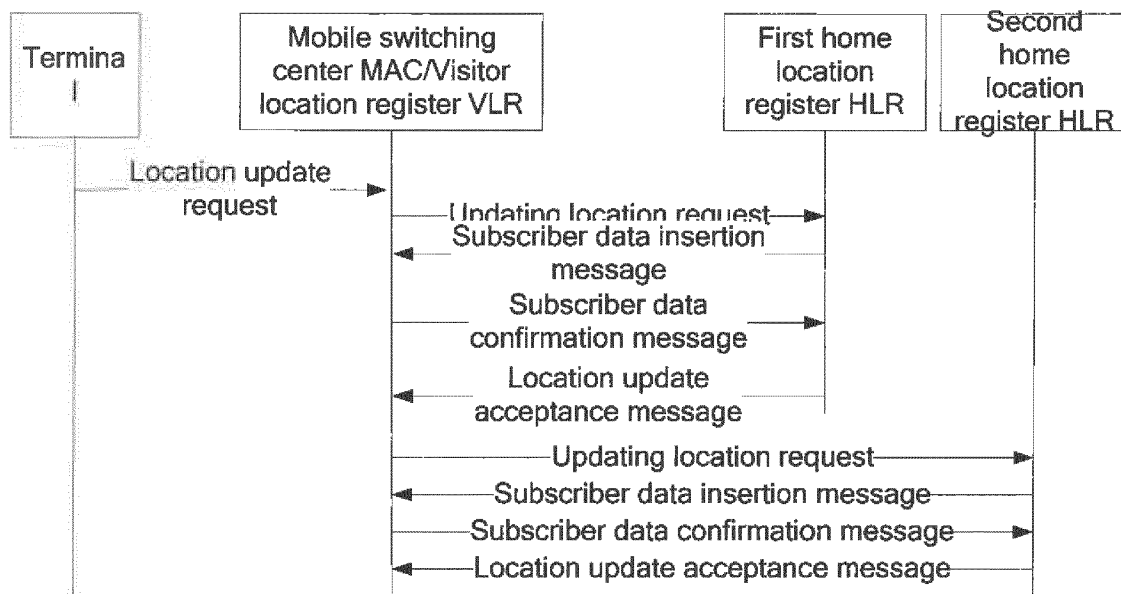 Termina
l
Mobile switching
center MAC/Visitor
location register VLR
First home
location
register HLR
Second
home
location
register HLR
Location update
request
Updating location request
Subscriber data insertion
message
Subscriber data
confirmation message
Location update
acceptance message
Updating location request
Subscriber data insertion message
Subscriber data confirmation message
Location update acceptance message